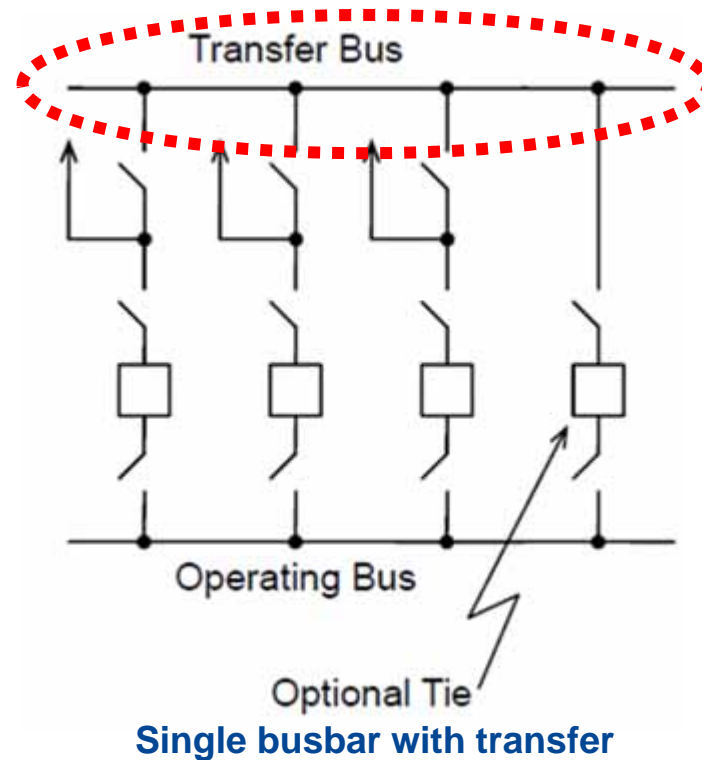 Transfer Bus
Operating Bus
Optional Tie
Single busbar with transfer